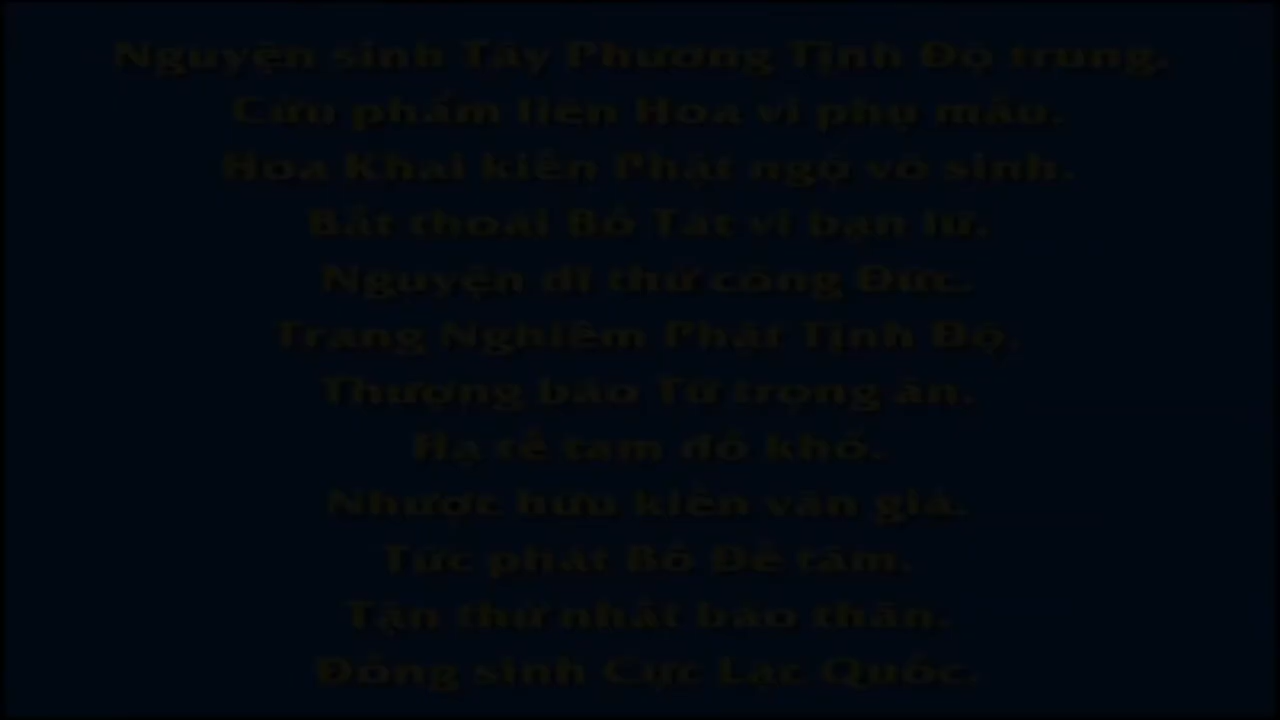 Nguyện sinh Tây Phương Tịnh Độ trung.
Cửu phẩm liên Hoa vi phụ mẫu.
Hoa Khai kiến Phật ngộ vô sinh.
Bất thoái Bồ Tát vi bạn lữ.
Nguyện dĩ thử công Đức.
Trang Nghiêm Phật Tịnh Độ.
Thượng báo Tứ trọng ân.
Hạ tế tam đồ khổ.
Nhược hữu kiến văn giả.
Tức phát Bồ Đề tâm.
Tận thử nhất báo thân.
Đồng sinh Cực Lạc Quốc.